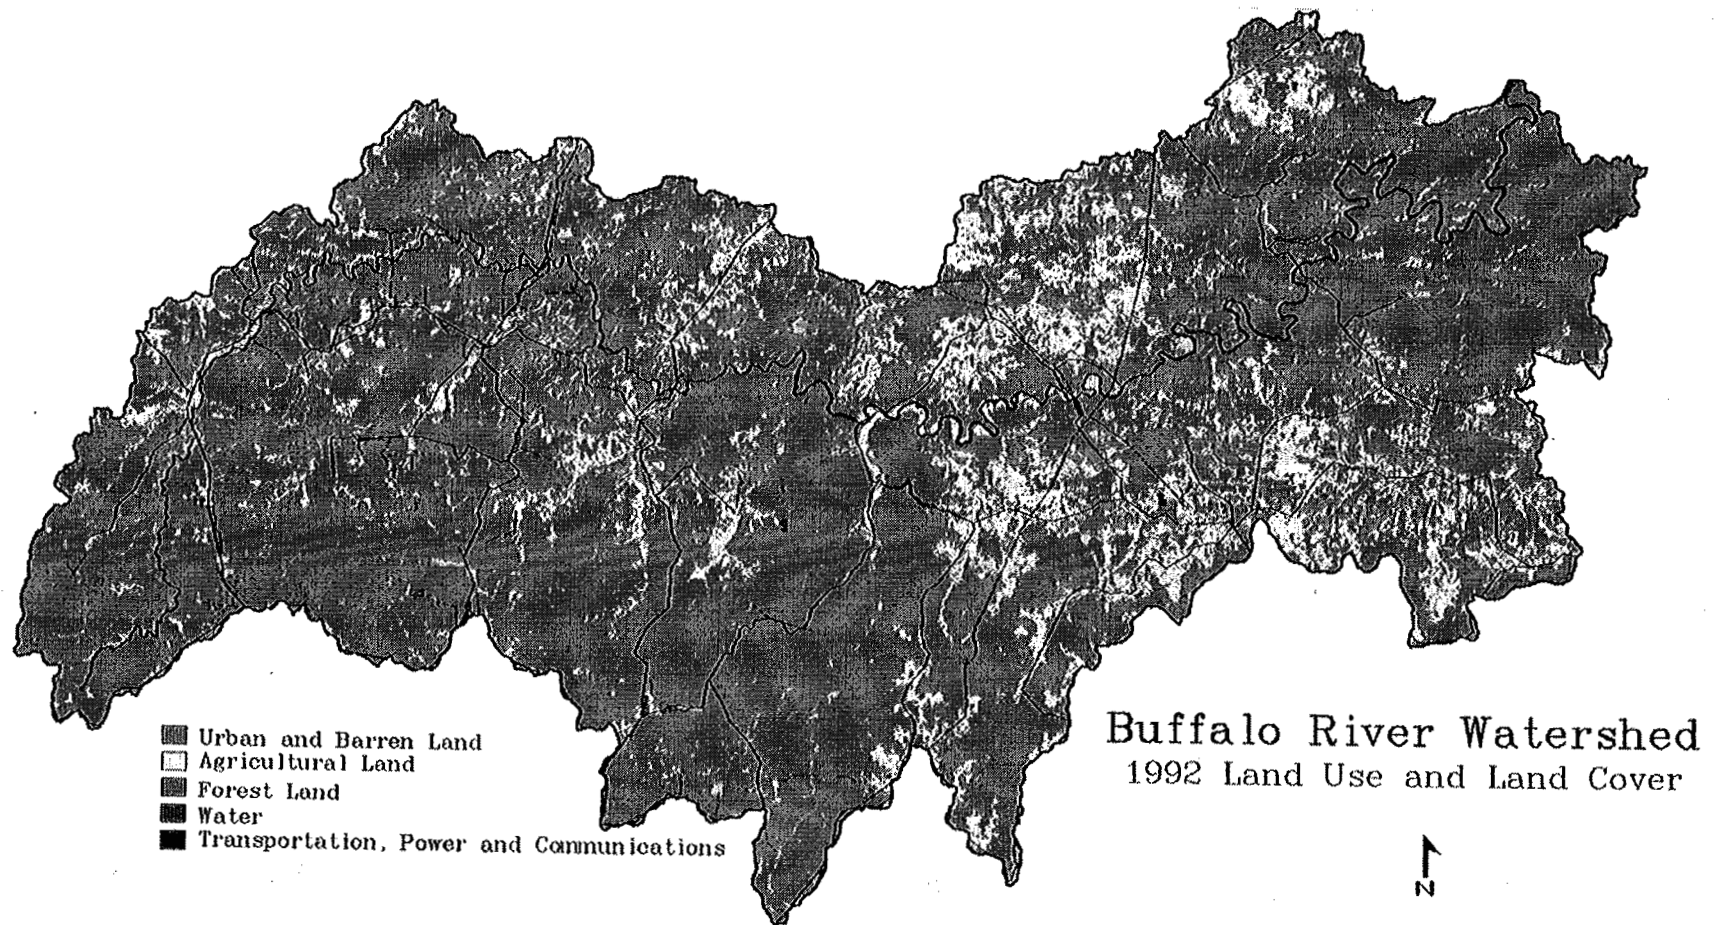 Urban and Barren Land
Agricultural Land
Forest Land
Water
Transportation, Power and Communications
Buffalo River Watershed
1992 Land Use and Land Cover
N